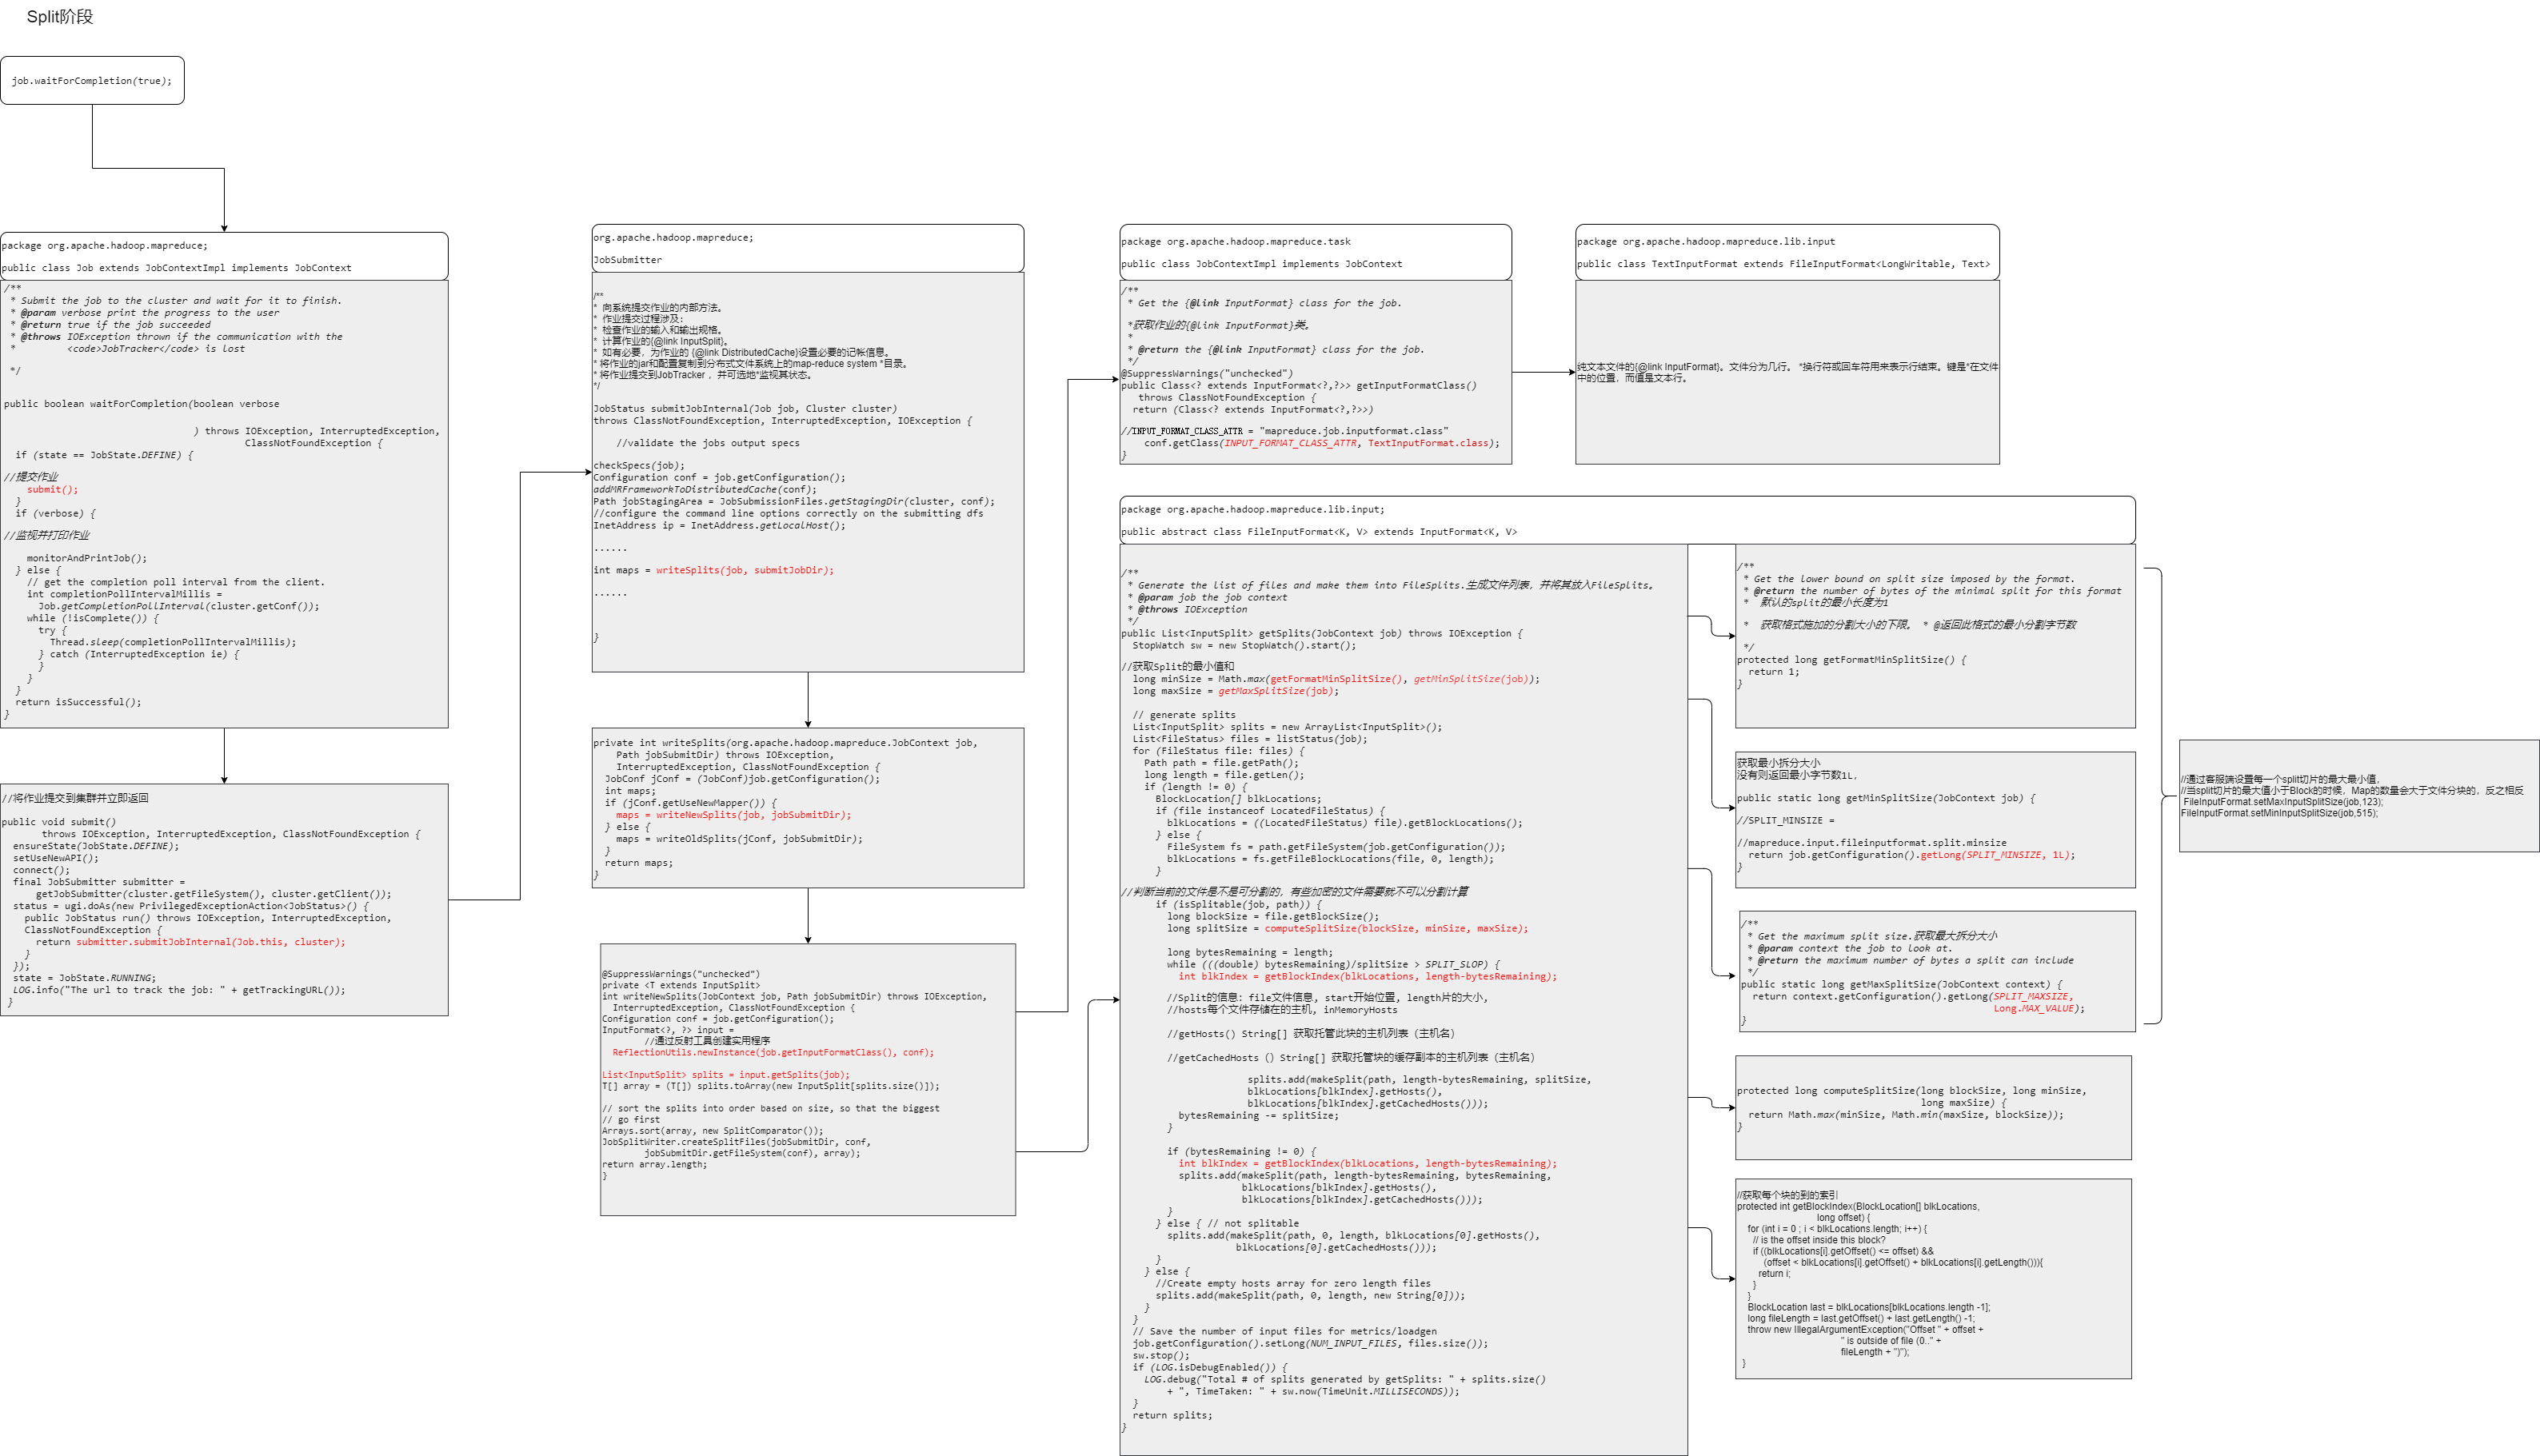 Split阶段
job.waitForCompletion(true);
package org.apache.hadoop.mapreduce;
public class Job extends JobContextImpl implements JobContext
/**
 * Submit the job to the cluster and wait for it to finish.
 * @param verbose print the progress to the user
 * @return true if the job succeeded
 * @throws IOException thrown if the communication with the
 *         <code>JobTracker</code> is lost
 */
public boolean waitForCompletion(boolean verbose
                                 ) throws IOException, InterruptedException,
                                          ClassNotFoundException {
  if (state == JobState.DEFINE) {
//提交作业
    submit();
  }
  if (verbose) {
//监视并打印作业
    monitorAndPrintJob();
  } else {
    // get the completion poll interval from the client.
    int completionPollIntervalMillis =
      Job.getCompletionPollInterval(cluster.getConf());
    while (!isComplete()) {
      try {
        Thread.sleep(completionPollIntervalMillis);
      } catch (InterruptedException ie) {
      }
    }
  }
  return isSuccessful();
}
//将作业提交到集群并立即返回
public void submit()
       throws IOException, InterruptedException, ClassNotFoundException {
  ensureState(JobState.DEFINE);
  setUseNewAPI();
  connect();
  final JobSubmitter submitter =
      getJobSubmitter(cluster.getFileSystem(), cluster.getClient());
  status = ugi.doAs(new PrivilegedExceptionAction<JobStatus>() {
    public JobStatus run() throws IOException, InterruptedException,
    ClassNotFoundException {
      return submitter.submitJobInternal(Job.this, cluster);
    }
  });
  state = JobState.RUNNING;
  LOG.info("The url to track the job: " + getTrackingURL());
 }
org.apache.hadoop.mapreduce;
JobSubmitter
/**
* 向系统提交作业的内部方法。
* 作业提交过程涉及：
* 检查作业的输入和输出规格。
* 计算作业的{@link InputSplit}。
* 如有必要，为作业的 {@link DistributedCache}设置必要的记帐信息。
* 将作业的jar和配置复制到分布式文件系统上的map-reduce system *目录。
* 将作业提交到JobTracker ，并可选地*监视其状态。
*/
JobStatus submitJobInternal(Job job, Cluster cluster)
throws ClassNotFoundException, InterruptedException, IOException {
    //validate the jobs output specs
checkSpecs(job);
Configuration conf = job.getConfiguration();
addMRFrameworkToDistributedCache(conf);
Path jobStagingArea = JobSubmissionFiles.getStagingDir(cluster, conf);
//configure the command line options correctly on the submitting dfs
InetAddress ip = InetAddress.getLocalHost();
......
int maps = writeSplits(job, submitJobDir);
......
}
private int writeSplits(org.apache.hadoop.mapreduce.JobContext job,
    Path jobSubmitDir) throws IOException,
    InterruptedException, ClassNotFoundException {
  JobConf jConf = (JobConf)job.getConfiguration();
  int maps;
  if (jConf.getUseNewMapper()) {
    maps = writeNewSplits(job, jobSubmitDir);
  } else {
    maps = writeOldSplits(jConf, jobSubmitDir);
  }
  return maps;
}
@SuppressWarnings("unchecked")
private <T extends InputSplit>
int writeNewSplits(JobContext job, Path jobSubmitDir) throws IOException,
  InterruptedException, ClassNotFoundException {
Configuration conf = job.getConfiguration();
InputFormat<?, ?> input =
        //通过反射工具创建实用程序
  ReflectionUtils.newInstance(job.getInputFormatClass(), conf);
List<InputSplit> splits = input.getSplits(job);
T[] array = (T[]) splits.toArray(new InputSplit[splits.size()]);
// sort the splits into order based on size, so that the biggest
// go first
Arrays.sort(array, new SplitComparator());
JobSplitWriter.createSplitFiles(jobSubmitDir, conf,
        jobSubmitDir.getFileSystem(conf), array);
return array.length;
}
package org.apache.hadoop.mapreduce.task
public class JobContextImpl implements JobContext
/**
 * Get the {@link InputFormat} class for the job.
 *获取作业的{@link InputFormat}类。
 *
 * @return the {@link InputFormat} class for the job.
 */
@SuppressWarnings("unchecked")
public Class<? extends InputFormat<?,?>> getInputFormatClass()
   throws ClassNotFoundException {
  return (Class<? extends InputFormat<?,?>>)
//INPUT_FORMAT_CLASS_ATTR = "mapreduce.job.inputformat.class"
    conf.getClass(INPUT_FORMAT_CLASS_ATTR, TextInputFormat.class);
}
package org.apache.hadoop.mapreduce.lib.input
public class TextInputFormat extends FileInputFormat<LongWritable, Text>
纯文本文件的{@link InputFormat}。文件分为几行。 *换行符或回车符用来表示行结束。键是*在文件
中的位置，而值是文本行。
package org.apache.hadoop.mapreduce.lib.input;
public abstract class FileInputFormat<K, V> extends InputFormat<K, V>
/**
 * Generate the list of files and make them into FileSplits.生成文件列表，并将其放入FileSplits。
 * @param job the job context
 * @throws IOException
 */
public List<InputSplit> getSplits(JobContext job) throws IOException {
  StopWatch sw = new StopWatch().start();
//获取Split的最小值和
  long minSize = Math.max(getFormatMinSplitSize(), getMinSplitSize(job));
  long maxSize = getMaxSplitSize(job);
  // generate splits
  List<InputSplit> splits = new ArrayList<InputSplit>();
  List<FileStatus> files = listStatus(job);
  for (FileStatus file: files) {
    Path path = file.getPath();
    long length = file.getLen();
    if (length != 0) {
      BlockLocation[] blkLocations;
      if (file instanceof LocatedFileStatus) {
        blkLocations = ((LocatedFileStatus) file).getBlockLocations();
      } else {
        FileSystem fs = path.getFileSystem(job.getConfiguration());
        blkLocations = fs.getFileBlockLocations(file, 0, length);
      }
//判断当前的文件是不是可分割的，有些加密的文件需要就不可以分割计算
      if (isSplitable(job, path)) {
        long blockSize = file.getBlockSize();
        long splitSize = computeSplitSize(blockSize, minSize, maxSize);
        long bytesRemaining = length;
        while (((double) bytesRemaining)/splitSize > SPLIT_SLOP) {
          int blkIndex = getBlockIndex(blkLocations, length-bytesRemaining);
        //Split的信息：file文件信息, start开始位置, length片的大小,
        //hosts每个文件存储在的主机, inMemoryHosts
        //getHosts() String[] 获取托管此块的主机列表（主机名）
        //getCachedHosts（）String[] 获取托管块的缓存副本的主机列表（主机名）
                      splits.add(makeSplit(path, length-bytesRemaining, splitSize,
                      blkLocations[blkIndex].getHosts(),
                      blkLocations[blkIndex].getCachedHosts()));
          bytesRemaining -= splitSize;
        }
        if (bytesRemaining != 0) {
          int blkIndex = getBlockIndex(blkLocations, length-bytesRemaining);
          splits.add(makeSplit(path, length-bytesRemaining, bytesRemaining,
                     blkLocations[blkIndex].getHosts(),
                     blkLocations[blkIndex].getCachedHosts()));
        }
      } else { // not splitable
        splits.add(makeSplit(path, 0, length, blkLocations[0].getHosts(),
                    blkLocations[0].getCachedHosts()));
      }
    } else {
      //Create empty hosts array for zero length files
      splits.add(makeSplit(path, 0, length, new String[0]));
    }
  }
  // Save the number of input files for metrics/loadgen
  job.getConfiguration().setLong(NUM_INPUT_FILES, files.size());
  sw.stop();
  if (LOG.isDebugEnabled()) {
    LOG.debug("Total # of splits generated by getSplits: " + splits.size()
        + ", TimeTaken: " + sw.now(TimeUnit.MILLISECONDS));
  }
  return splits;
}
/**
 * Get the lower bound on split size imposed by the format.
 * @return the number of bytes of the minimal split for this format
 *  默认的split的最小长度为1
 *  获取格式施加的分割大小的下限。 * @返回此格式的最小分割字节数
 */
protected long getFormatMinSplitSize() {
  return 1;
}
获取最小拆分大小
没有则返回最小字节数1L，
public static long getMinSplitSize(JobContext job) {
//SPLIT_MINSIZE =
//mapreduce.input.fileinputformat.split.minsize
  return job.getConfiguration().getLong(SPLIT_MINSIZE, 1L);
}
/**
 * Get the maximum split size.获取最大拆分大小
 * @param context the job to look at.
 * @return the maximum number of bytes a split can include
 */
public static long getMaxSplitSize(JobContext context) {
  return context.getConfiguration().getLong(SPLIT_MAXSIZE,
                                            Long.MAX_VALUE);
}
protected long computeSplitSize(long blockSize, long minSize,
                                long maxSize) {
  return Math.max(minSize, Math.min(maxSize, blockSize));
}
//获取每个块的到的索引
protected int getBlockIndex(BlockLocation[] blkLocations,
                              long offset) {
    for (int i = 0 ; i < blkLocations.length; i++) {
      // is the offset inside this block?
      if ((blkLocations[i].getOffset() <= offset) &&
          (offset < blkLocations[i].getOffset() + blkLocations[i].getLength())){
        return i;
      }
    }
    BlockLocation last = blkLocations[blkLocations.length -1];
    long fileLength = last.getOffset() + last.getLength() -1;
    throw new IllegalArgumentException("Offset " + offset +
                                       " is outside of file (0.." +
                                       fileLength + ")");
  }
//通过客服端设置每一个split切片的最大最小值，
//当split切片的最大值小于Block的时候，Map的数量会大于文件分块的，反之相反
 FileInputFormat.setMaxInputSplitSize(job,123);
FileInputFormat.setMinInputSplitSize(job,515);